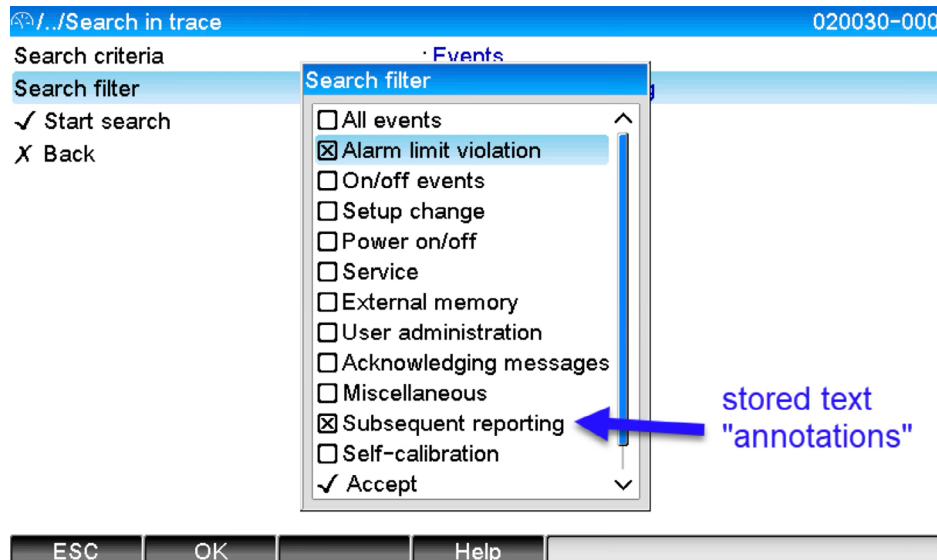 /../Search in trace 020030-000
Search criteria : Events
Search filter
✓ Start search
X Back
Search filter
All events
Alarm limit violation
On/off events
Setup change
Power on/off
Service
External memory
User administration
Acknowledging messages
Miscellaneous
Subsequent reporting
Self-calibration
✓ Accept
stored text
"annotations"
ESC OK Help